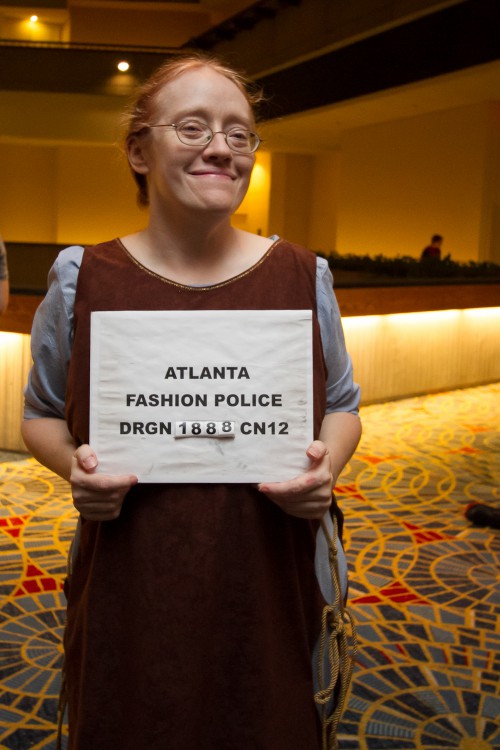 ATLANTA
FASHION POLICE
DRGN 1888 CN12